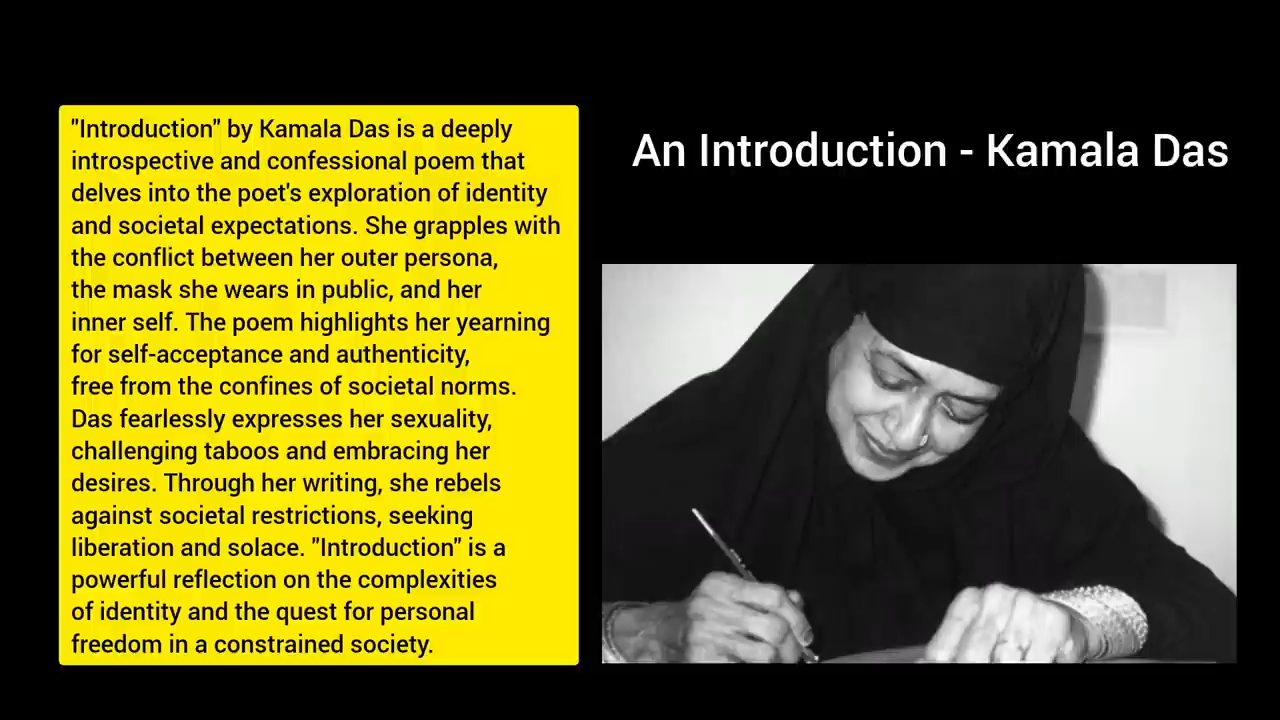 "Introduction" by Kamala Das is a deeply
introspective and confessional poem that
delves into the poet's exploration of identity
and societal expectations. She grapples with
the conflict between her outer persona,
the mask she wears in public, and her
inner self. The poem highlights her yearning
for self-acceptance and authenticity,
free from the confines of societal norms.
Das fearlessly expresses her sexuality,
challenging taboos and embracing her
desires. Through her writing, she rebels
against societal restrictions, seeking
liberation and solace. "Introduction" is a
powerful reflection on the complexities
of identity and the quest for personal
freedom in a constrained society.
An Introduction - Kamala Das